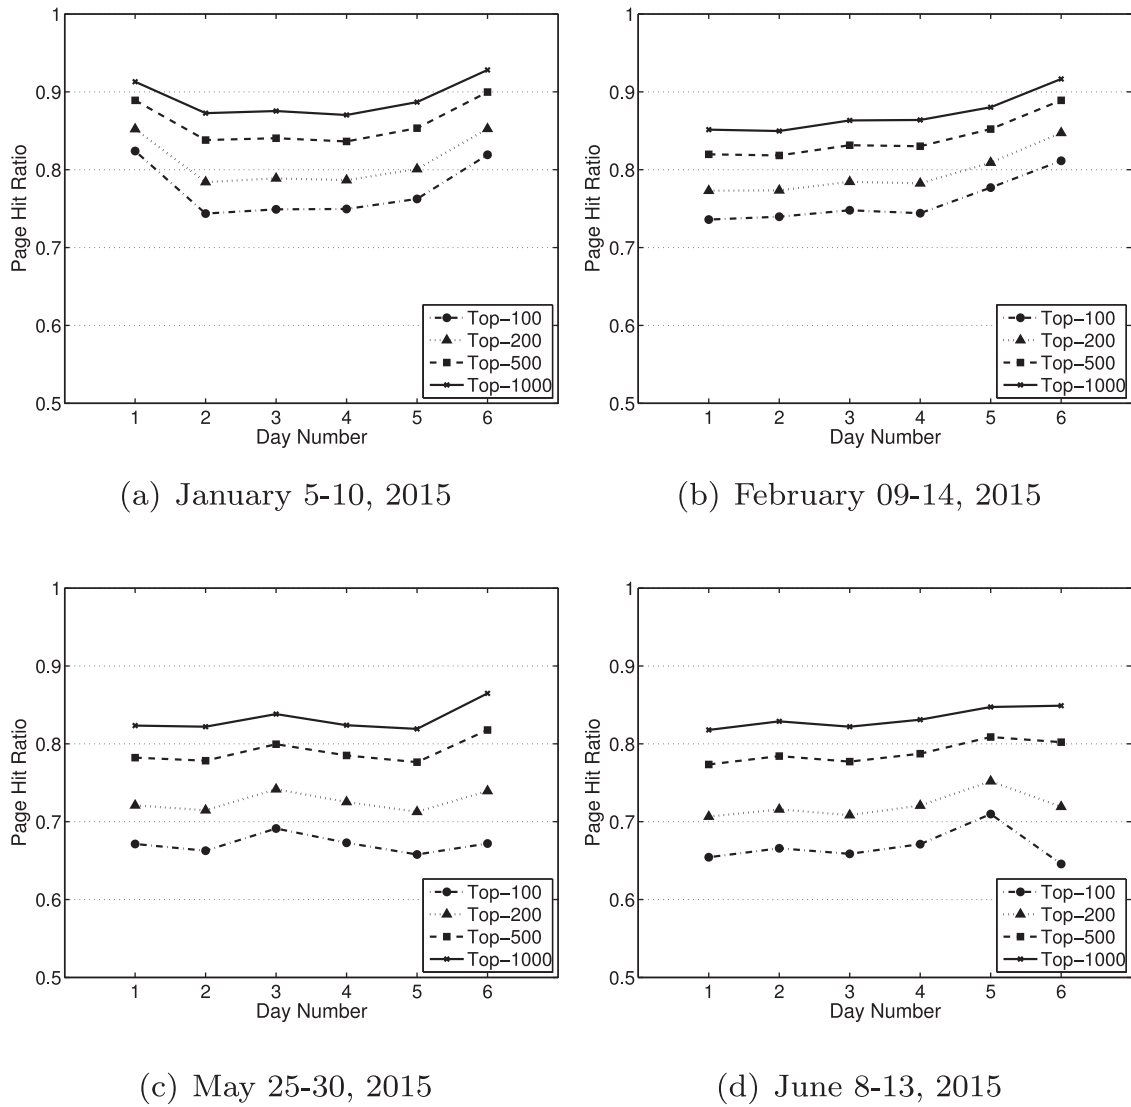 1
0.9
0.8
0.7
0.6
0.5
Page Hit Ratio
Top-100
Top-200
Top-500
Top-1000
1 2 3 4 5 6
Day Number
(a) January 5-10, 2015
1
0.9
0.8
0.7
0.6
0.5
Page Hit Ratio
Top-100
Top-200
Top-500
Top-1000
1 2 3 4 5 6
Day Number
(b) February 09-14, 2015
1
0.9
0.8
0.7
0.6
0.5
Page Hit Ratio
Top-100
Top-200
Top-500
Top-1000
1 2 3 4 5 6
Day Number
(c) May 25-30, 2015
1
0.9
0.8
0.7
0.6
0.5
Page Hit Ratio
Top-100
Top-200
Top-500
Top-1000
1 2 3 4 5 6
Day Number
(d) June 8-13, 2015